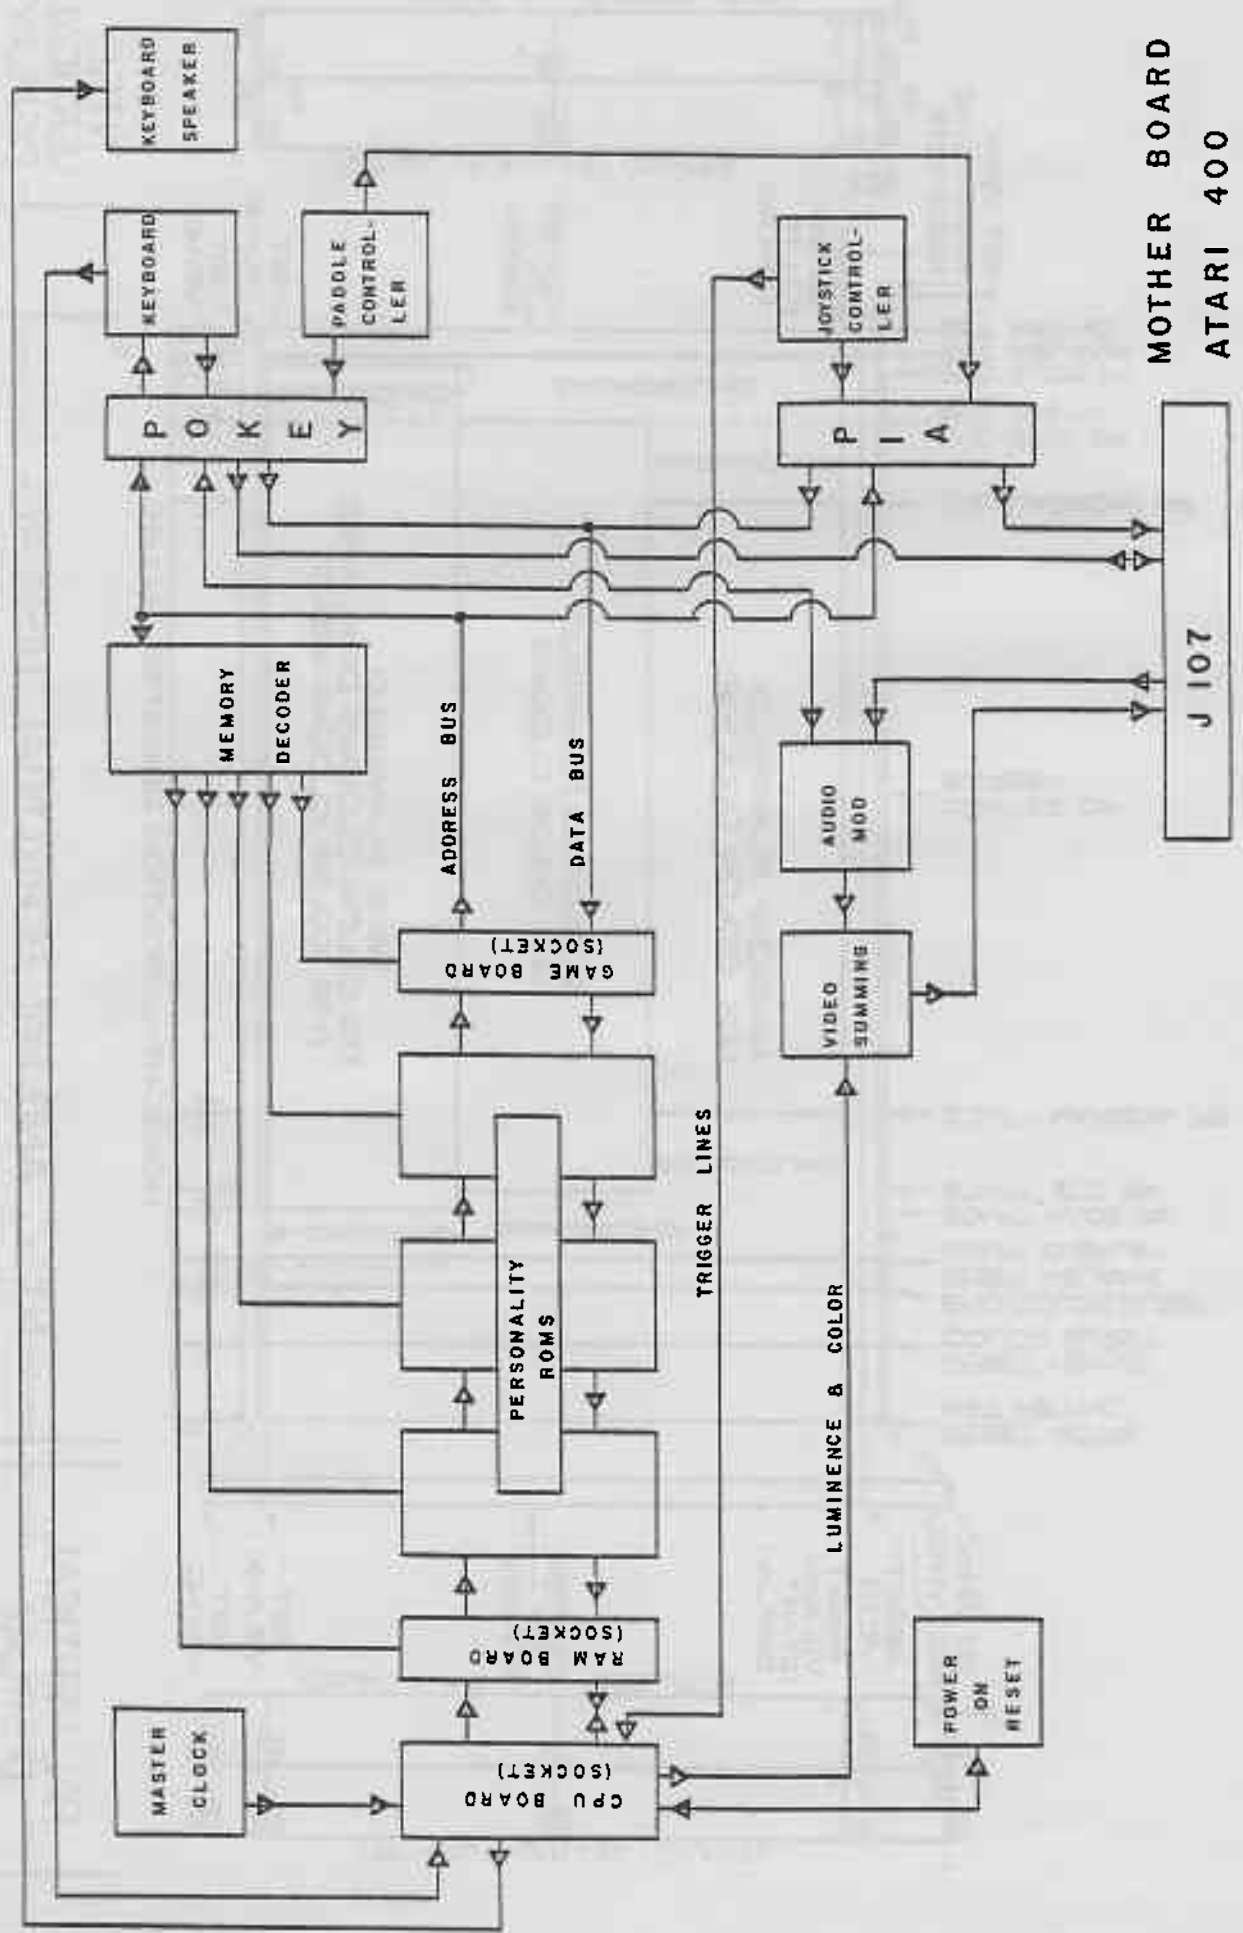 KEYBOARD
SPEAKER
KEYBOARD
PADDLE
CONTROL-
LER
JOYSTICK
CONTROL-
LER
P O K E Y
P I A
MEMORY
DECODER
ADDRESS BUS
DATA BUS
J 107
AUDIO
MOD
VIDEO
SUMMING
GAME BOARD
(SOCKET)
PERSONALITY
ROMS
TRIGGER LINES
LUMINENCE & COLOR
RAM BOARD
(SOCKET)
MASTER
CLOCK
CPU BOARD
(SOCKET)
POWER
ON
RESET
MOTHER BOARD
ATARI 400